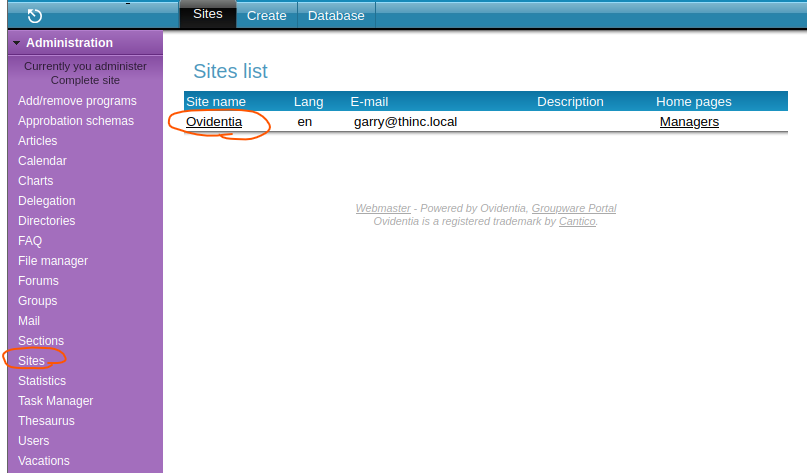 Sites Create Database
Administration
Currently you administer
Complete site
Add/remove programs
Approbation schemas
Articles
Calendar
Charts
Delegation
Directories
FAQ
File manager
Forums
Groups
Mail
Sections
Sites
Statistics
Task Manager
Thesaurus
Users
Vacations
Sites list
Site name Lang E-mail Description Home pages
Ovidentia en garry@thinc.local Managers
Webmaster - Powered by Ovidentia, Groupware Portal
Ovidentia is a registered trademark by Cantico.